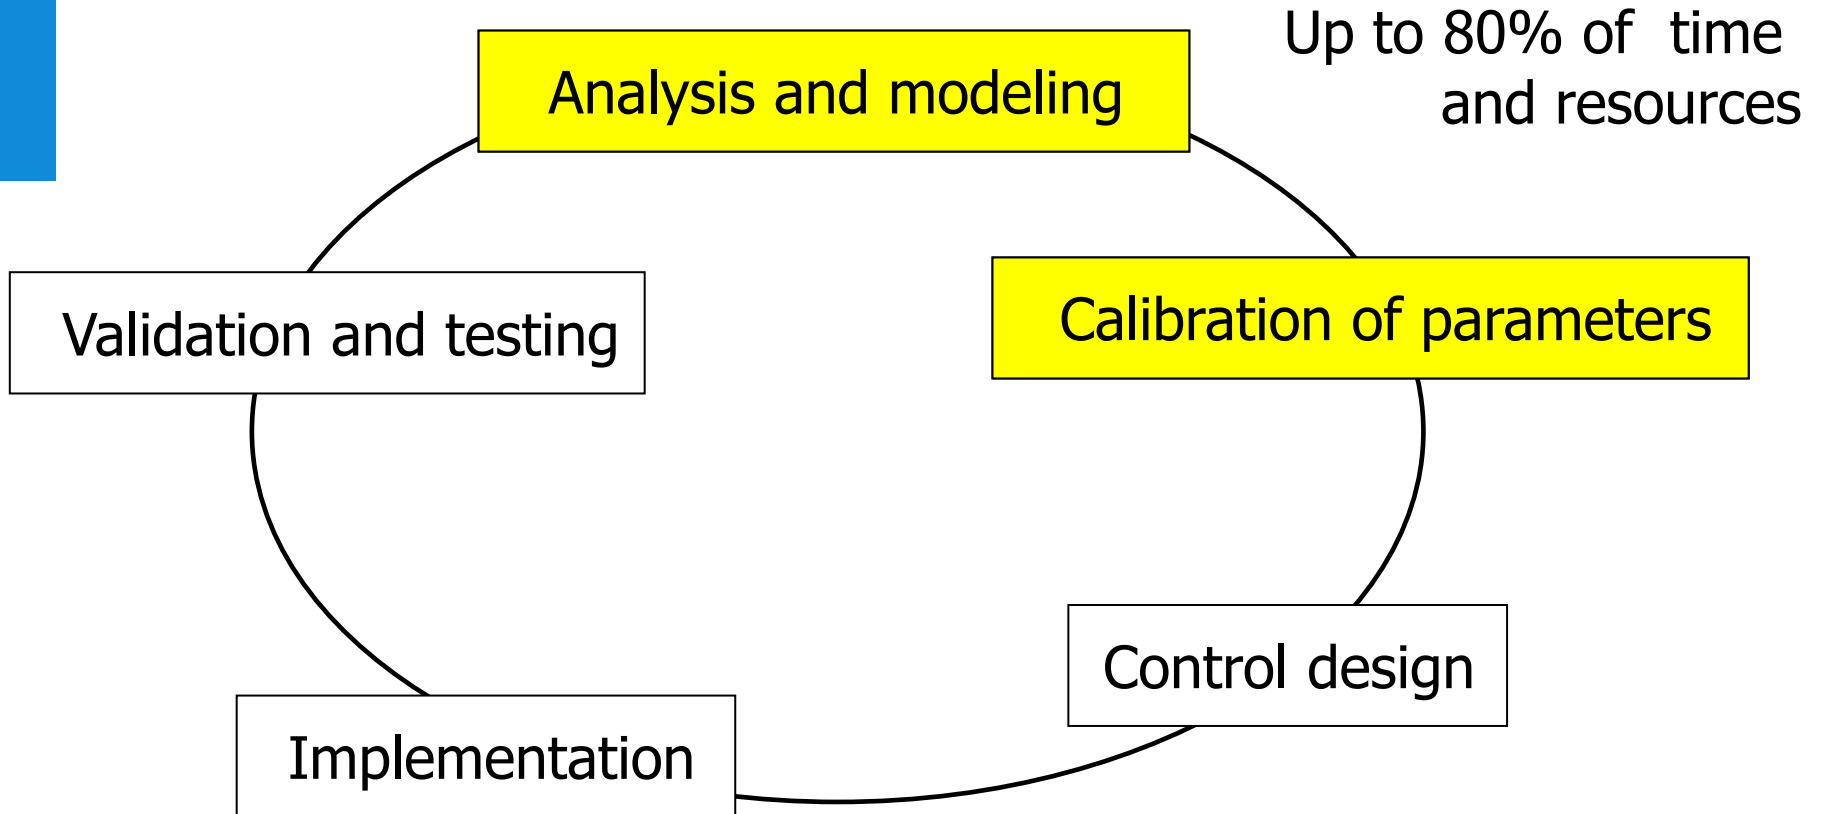 Up to 80% of time
and resources
Analysis and modeling
Calibration of parameters
Validation and testing
Control design
Implementation